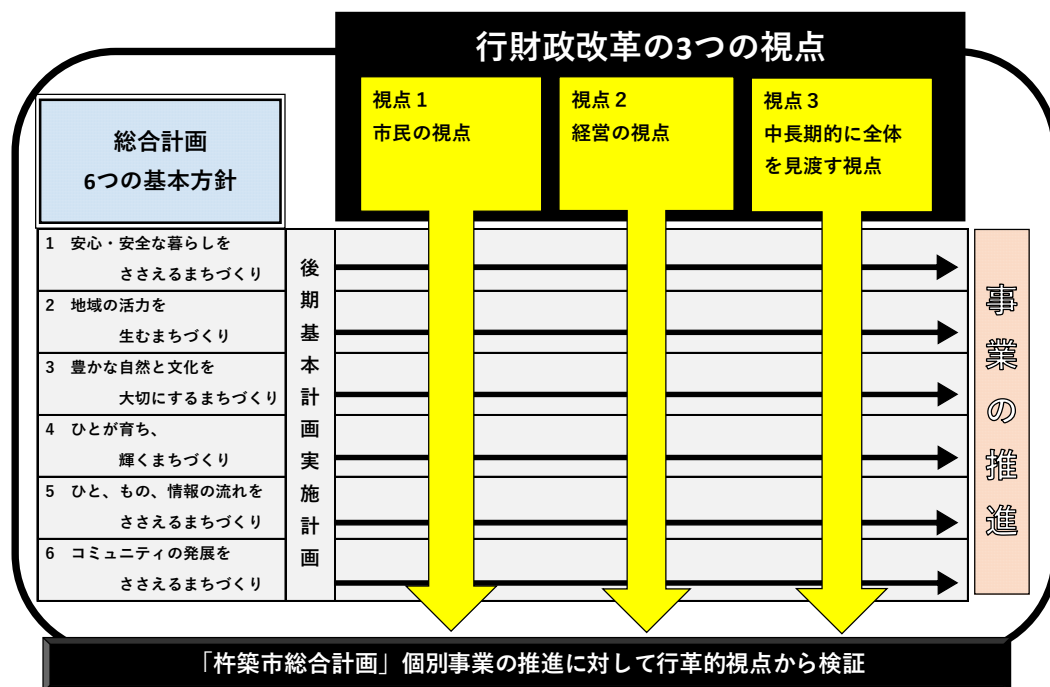 行財政改革の3つの視点
視点1
市民の視点
視点2
経営の視点
視点3
中長期的に全体
を見渡す視点
総合計画
6つの基本方針
1 安心・安全な暮らしを
ささえるまちづくり
2 地域の活力を
生むまちづくり
3 豊かな自然と文化を
大切にするまちづくり
4 ひとが育ち、
輝くまちづくり
5 ひと、もの、情報の流れを
ささえるまちづくり
6 コミュニティの発展を
ささえるまちづくり
後期基本計画実施計画
事業の推進
「杵築市総合計画」個別事業の推進に対して行革的視点から検証